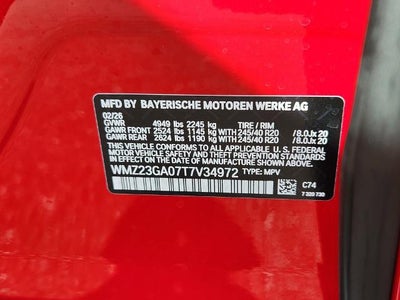 MFD BY BAYERISCHE MOTOREN WERKE AG
02/26
GVWR 4949 lbs 2245 kg TIRE / RIM
GAWR FRONT 2524 lbs 1145 kg WITH 245/40 R20 / 8.0Jx 20
GAWR REAR 2624 lbs 1190 kg WITH 245/40 R20 / 8.0Jx 20
THIS VEHICLE CONFORMS TO ALL APPLICABLE U.S. FEDERAL
MOTOR VEHICLE SAFETY STANDARDS IN EFFECT
ON THE DATE OF MANUFACTURE SHOWN ABOVE.
WMZ23GA07T7V34972 TYPE: MPV
C74